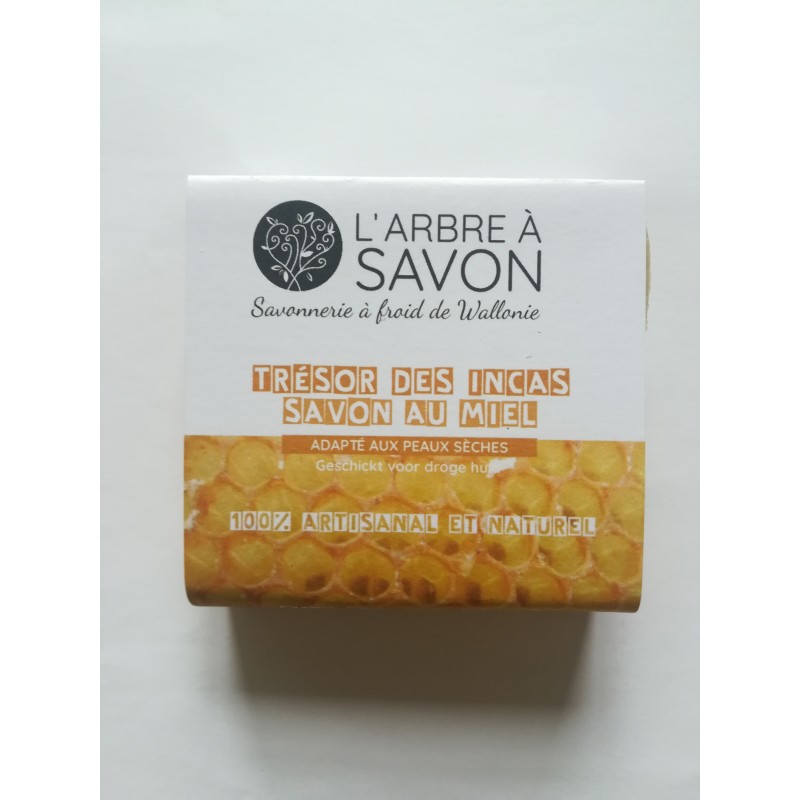 L'ARBRE À
SAVON
Savonnerie à froid de Wallonie
TRÉSOR DES INCAS
SAVON AU MIEL
ADAPTÉ AUX PEAUX SÈCHES
Geschickt voor droge
100% ARTISANAL ET NATUREL